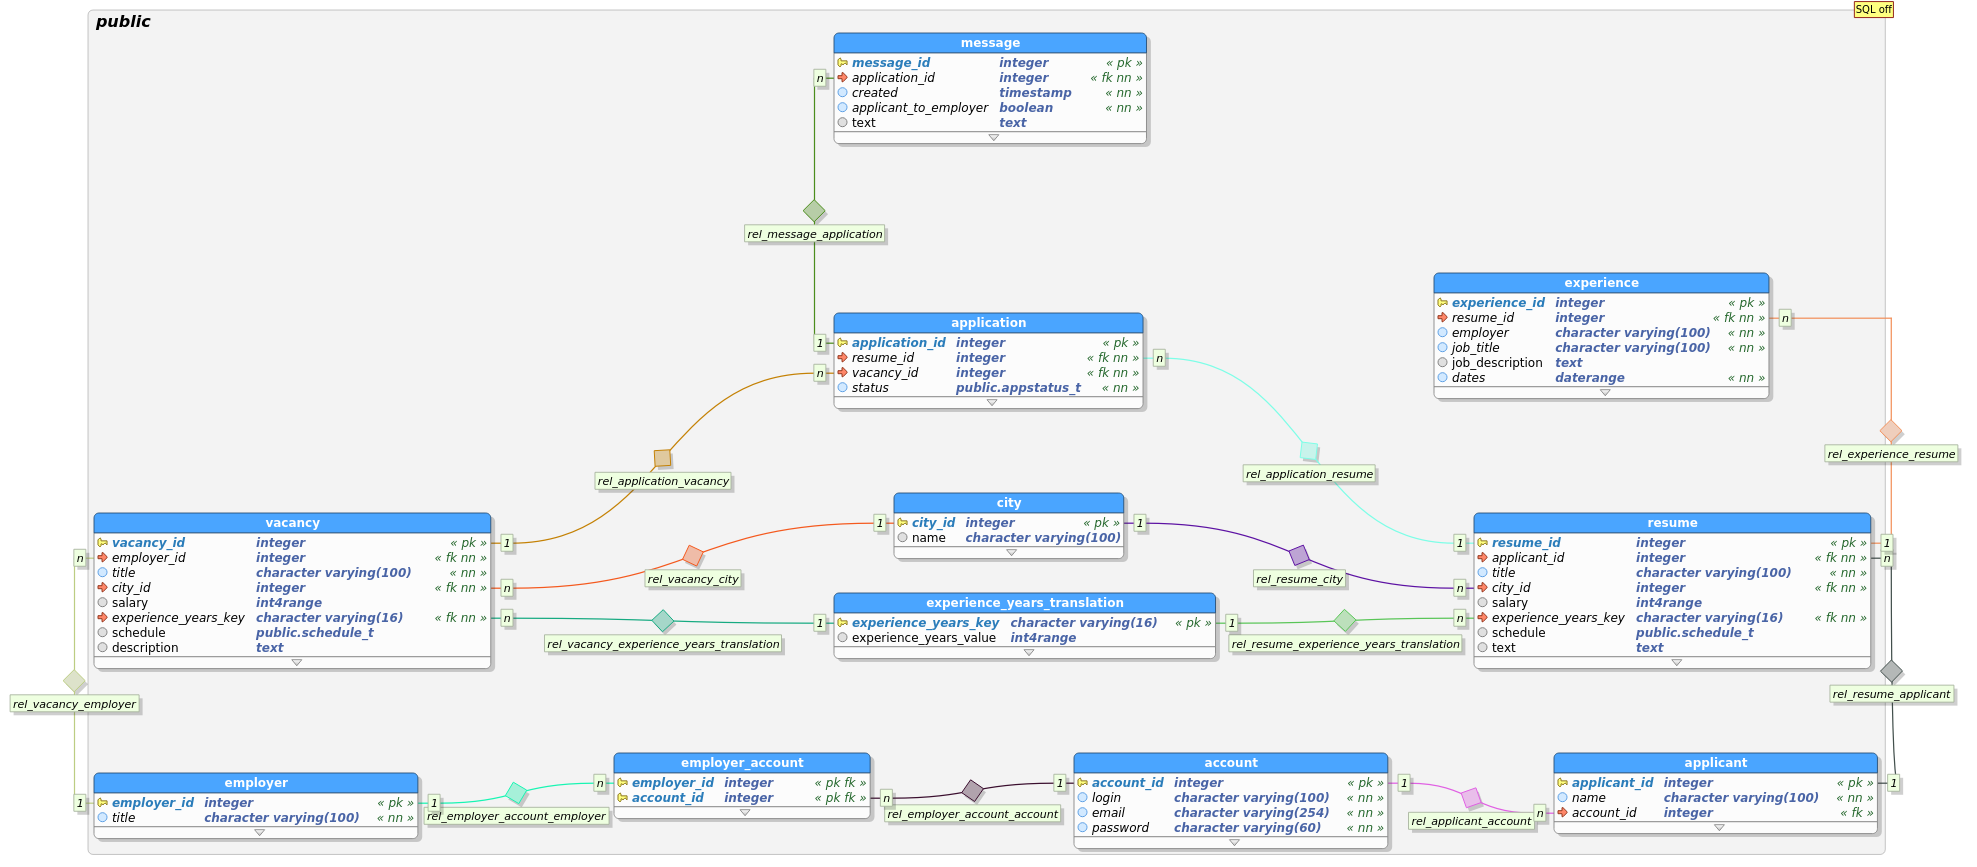 public
SQL off
message
message_id integer « pk »
application_id integer « fk nn »
created timestamp « nn »
applicant_to_employer boolean « nn »
text text
n
rel_message_application
1
application
application_id integer « pk »
resume_id integer « fk nn »
vacancy_id integer « fk nn »
status public.appstatus_t « nn »
n
n
experience
experience_id integer « pk »
resume_id integer « fk nn »
employer character varying(100) « nn »
job_title character varying(100) « nn »
job_description text
dates daterange « nn »
n
rel_experience_resume
rel_application_vacancy
rel_application_resume
vacancy
vacancy_id integer « pk »
employer_id integer « fk nn »
title character varying(100) « nn »
city_id integer « fk nn »
salary int4range
experience_years_key character varying(16) « fk nn »
schedule public.schedule_t
description text
n
1
n
n
rel_vacancy_city
rel_vacancy_experience_years_translation
city
city_id integer « pk »
name character varying(100)
1
1
rel_resume_city
experience_years_translation
experience_years_key character varying(16) « pk »
experience_years_value int4range
1
1
rel_resume_experience_years_translation
resume
resume_id integer « pk »
applicant_id integer « fk nn »
title character varying(100) « nn »
city_id integer « fk nn »
salary int4range
experience_years_key character varying(16) « fk nn »
schedule public.schedule_t
text text
1
n
n
1
n
rel_vacancy_employer
rel_resume_applicant
employer
employer_id integer « pk »
title character varying(100) « nn »
1
1
rel_employer_account_employer
n
employer_account
employer_id integer « pk fk »
account_id integer « pk fk »
n
rel_employer_account_account
1
account
account_id integer « pk »
login character varying(100) « nn »
email character varying(254) « nn »
password character varying(60) « nn »
1
rel_applicant_account
n
applicant
applicant_id integer « pk »
name character varying(100) « nn »
account_id integer « fk »
1